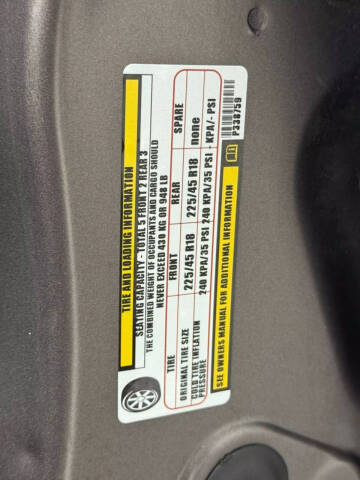 TIRE AND LOADING INFORMATION
SEATING CAPACITY - TOTAL 5 FRONT 2 REAR 3
THE COMBINED WEIGHT OF OCCUPANTS AND CARGO SHOULD
NEVER EXCEED 430 KG OR 948 LB
TIRE FRONT REAR SPARE
ORIGINAL TIRE SIZE 225/45 R18 225/45 R18 none
COLD TIRE INFLATION
PRESSURE 240 KPA/35 PSI 240 KPA/35 PSI - KPA/- PSI
SEE OWNERS MANUAL FOR ADDITIONAL INFORMATION
P338759